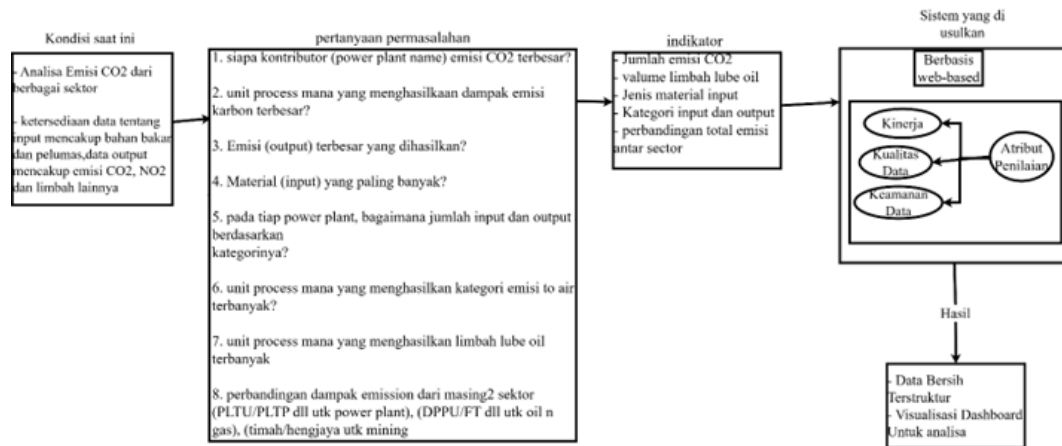 Kondisi saat ini
- Analisa Emisi CO2 dari
berbagai sektor
- ketersediaan data tentang
input mencakup bahan bakar
dan pelumas,data output
mencakup emisi CO2, NO2
dan limbah lainnya
pertanyaan permasalahan
1. siapa kontributor (power plant name) emisi CO2 terbesar?
2. unit process mana yang menghasilkaan dampak emisi
karbon terbesar?
3. Emisi (output) terbesar yang dihasilkan?
4. Material (input) yang paling banyak?
5. pada tiap power plant, bagaimana jumlah input dan output
berdasarkan
kategorinya?
6. unit process mana yang menghasilkan kategori emisi to air
terbanyak?
7. unit process mana yang menghasilkan limbah lube oil
terbanyak
8. perbandingan dampak emission dari masing2 sektor
(PLTU/PLTP dll utk power plant), (DPPU/FT dll utk oil n
gas), (timah/hengjaya utk mining
indikator
- Jumlah emisi CO2
- valume limbah lube oil
- Jenis material input
- Kategori input dan output
- perbandingan total emisi
antar sector
Sistem yang di
usulkan
Berbasis
web-based
Kinerja
Kualitas
Data
Keamanan
Data
Atribut
Penilaian
Hasil
- Data Bersih
Terstruktur
- Visualisasi Dashboard
Untuk analisa